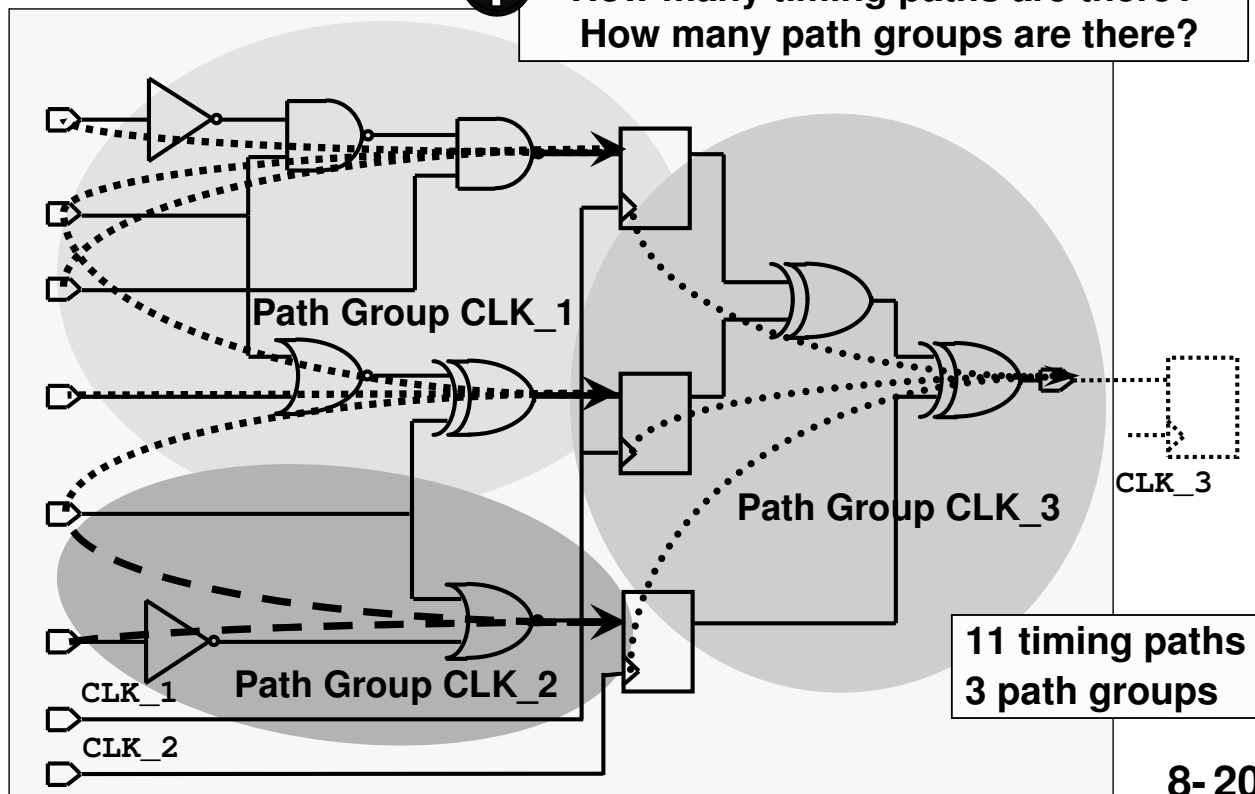 How many timing paths are there?
How many path groups are there?
Path Group CLK_1
CLK_3
Path Group CLK_3
11 timing paths
3 path groups
Path Group CLK_2
CLK_1
CLK_2
8-20